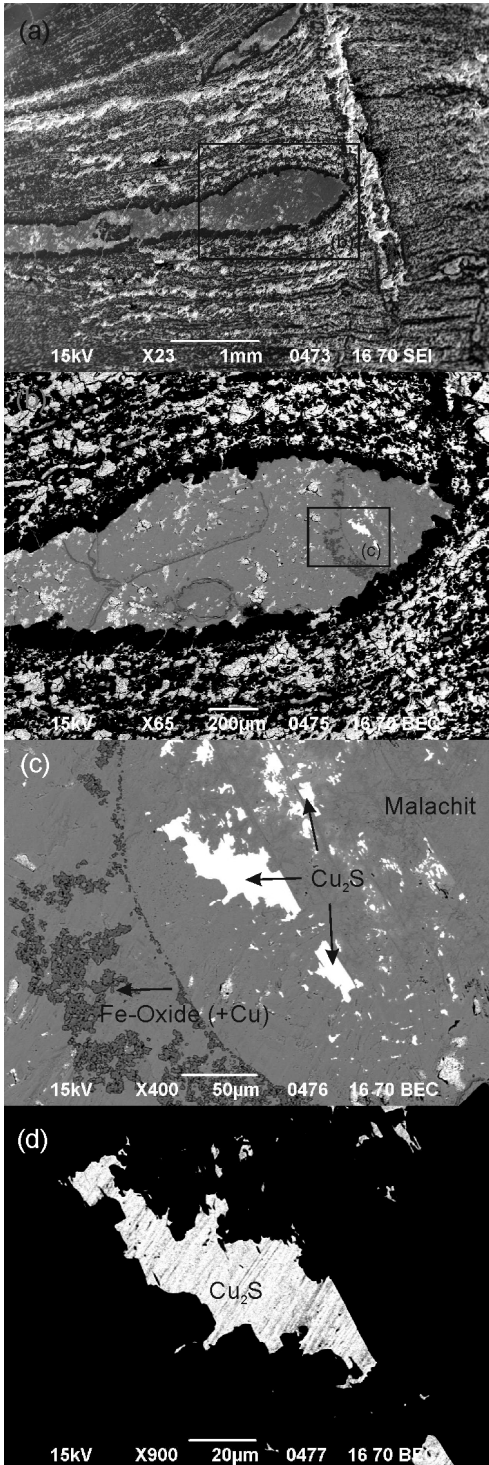 (a)
(b)
15kV X23 1mm 0473 16 70 SEI
(b)
(c)
15kV X65 200µm 0475 16 70 BEC
(c)
Malachit
Cu₂S
Fe-Oxide (+Cu)
15kV X400 50µm 0476 16 70 BEC
(d)
Cu₂S
15kV X900 20µm 0477 16 70 BEC